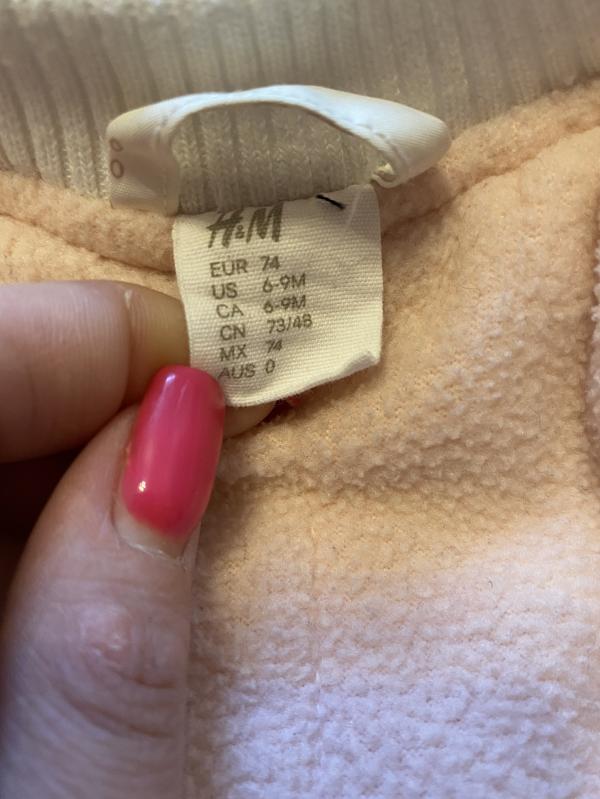 H&M
EUR 74
US 6-9M
CA 6-9M
CN 73/48
MX 74
AUS 0